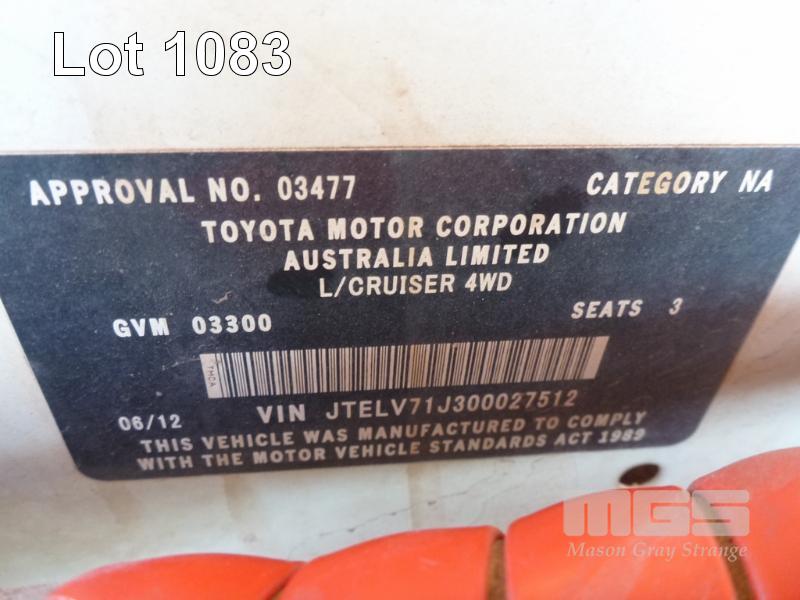 Lot 1083
APPROVAL NO. 03477 CATEGORY NA
TOYOTA MOTOR CORPORATION
AUSTRALIA LIMITED
L/CRUISER 4WD
GVM 03300 SEATS 3
TMCA
06/12 VIN JTELV71J300027512
THIS VEHICLE WAS MANUFACTURED TO COMPLY
WITH THE MOTOR VEHICLE STANDARDS ACT 1989
MGS
Mason Gray Strange